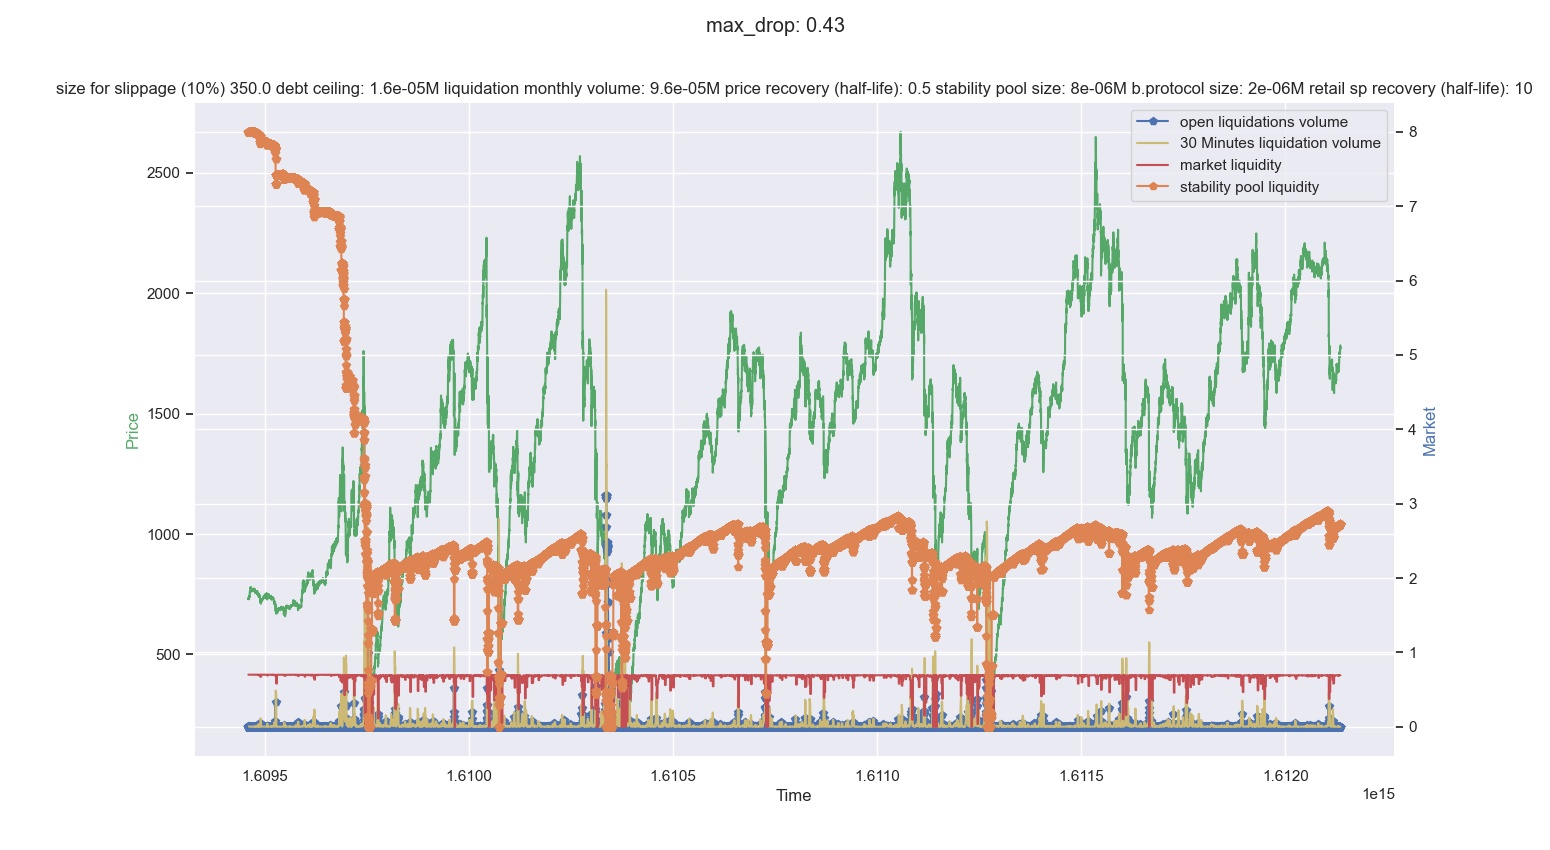 max_drop: 0.43
size for slippage (10%) 350.0 debt ceiling: 1.6e-05M liquidation monthly volume: 9.6e-05M price recovery (half-life): 0.5 stability pool size: 8e-06M b.protocol size: 2e-06M retail sp recovery (half-life): 10
open liquidations volume
30 Minutes liquidation volume
market liquidity
stability pool liquidity
Price
2500
2000
1500
1000
500
8
7
6
5
4
3
2
1
0
Market
1.6095 1.6100 1.6105 1.6110 1.6115 1.6120
Time
1e15